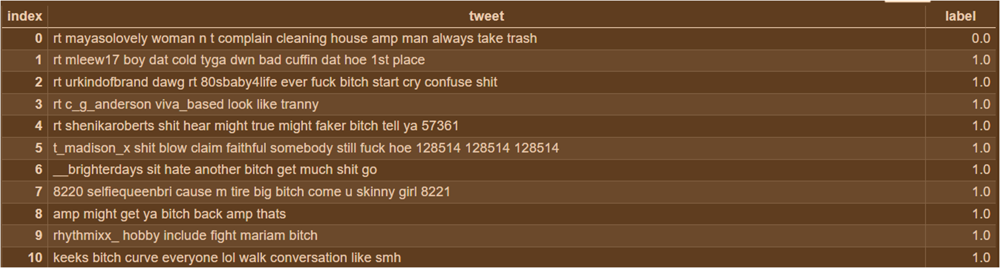 index tweet label
0 rt mayasolovely woman n t complain cleaning house amp man always take trash 0.0
1 rt mleew17 boy dat cold tyga dwn bad cuffin dat hoe 1st place 1.0
2 rt urkindofbrand dawg rt 80sbaby4life ever fuck bitch start cry confuse shit 1.0
3 rt c_g_anderson viva_based look like tranny 1.0
4 rt shenikaroberts shit hear might true might faker bitch tell ya 57361 1.0
5 t_madison_x shit blow claim faithful somebody still fuck hoe 128514 128514 128514 1.0
6 __brighterdays sit hate another bitch get much shit go 1.0
7 8220 selfiequeenbri cause m tire big bitch come u skinny girl 8221 1.0
8 amp might get ya bitch back amp thats 1.0
9 rhythmixx_ hobby include fight mariam bitch 1.0
10 keeks bitch curve everyone lol walk conversation like smh 1.0